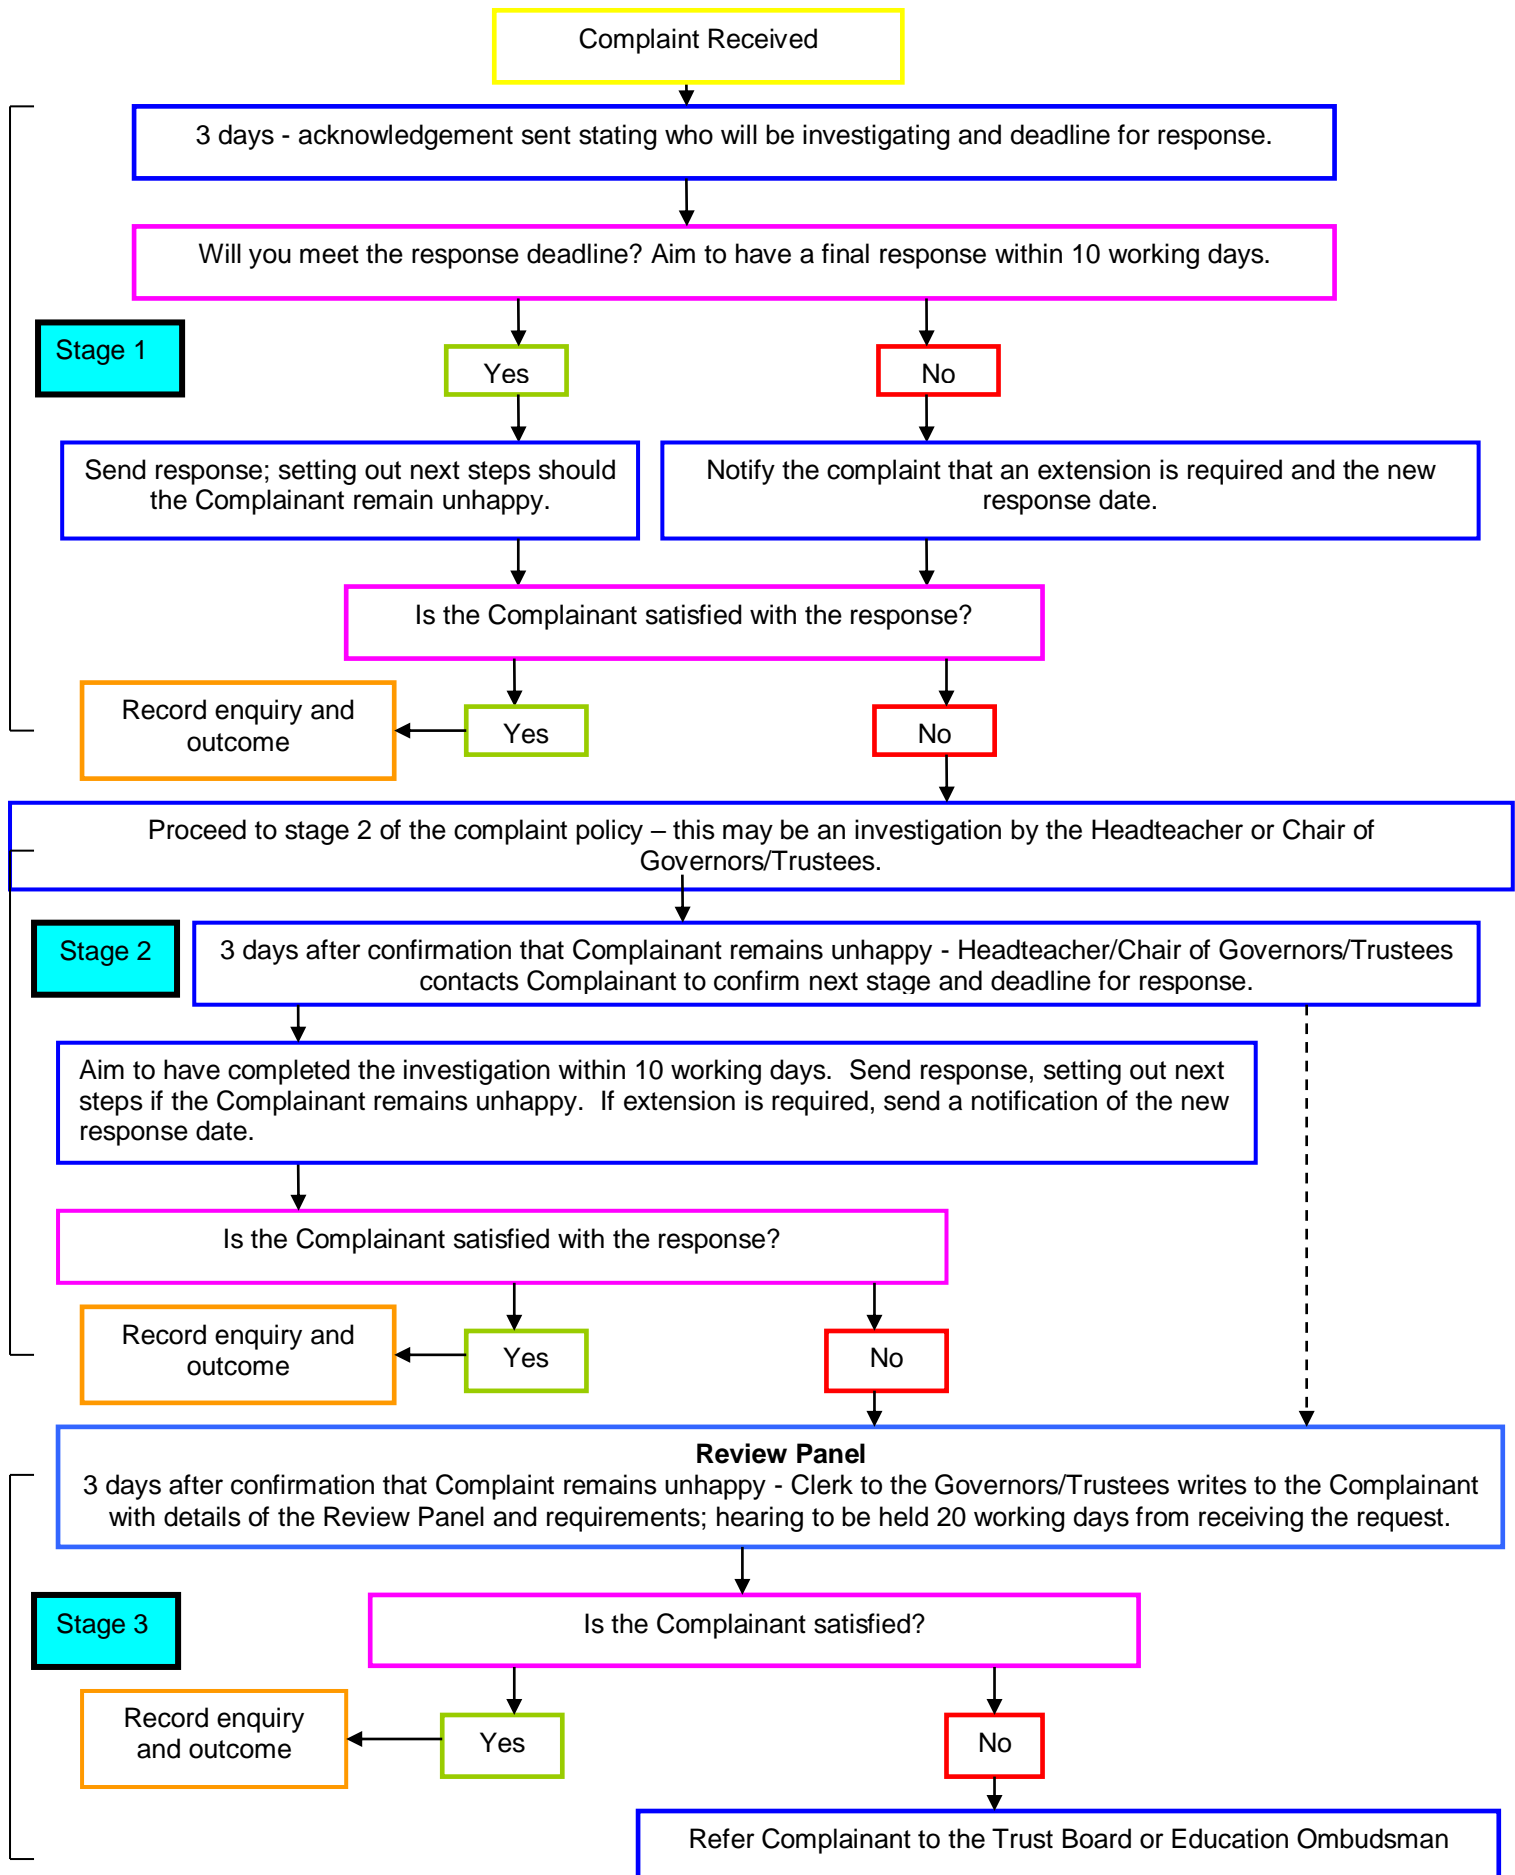 Complaint Received
3 days - acknowledgement sent stating who will be investigating and deadline for response.
Will you meet the response deadline? Aim to have a final response within 10 working days.
Stage 1
Yes
No
Send response; setting out next steps should
the Complainant remain unhappy.
Notify the complaint that an extension is required and the new
response date.
Is the Complainant satisfied with the response?
Record enquiry and
outcome
Yes
No
Proceed to stage 2 of the complaint policy – this may be an investigation by the Headteacher or Chair of
Governors/Trustees.
Stage 2
3 days after confirmation that Complainant remains unhappy - Headteacher/Chair of Governors/Trustees
contacts Complainant to confirm next stage and deadline for response.
Aim to have completed the investigation within 10 working days.  Send response, setting out next
steps if the Complainant remains unhappy.  If extension is required, send a notification of the new
response date.
Is the Complainant satisfied with the response?
Record enquiry and
outcome
Yes
No
Review Panel
3 days after confirmation that Complaint remains unhappy - Clerk to the Governors/Trustees writes to the Complainant
with details of the Review Panel and requirements; hearing to be held 20 working days from receiving the request.
Stage 3
Is the Complainant satisfied?
Record enquiry
and outcome
Yes
No
Refer Complainant to the Trust Board or Education Ombudsman